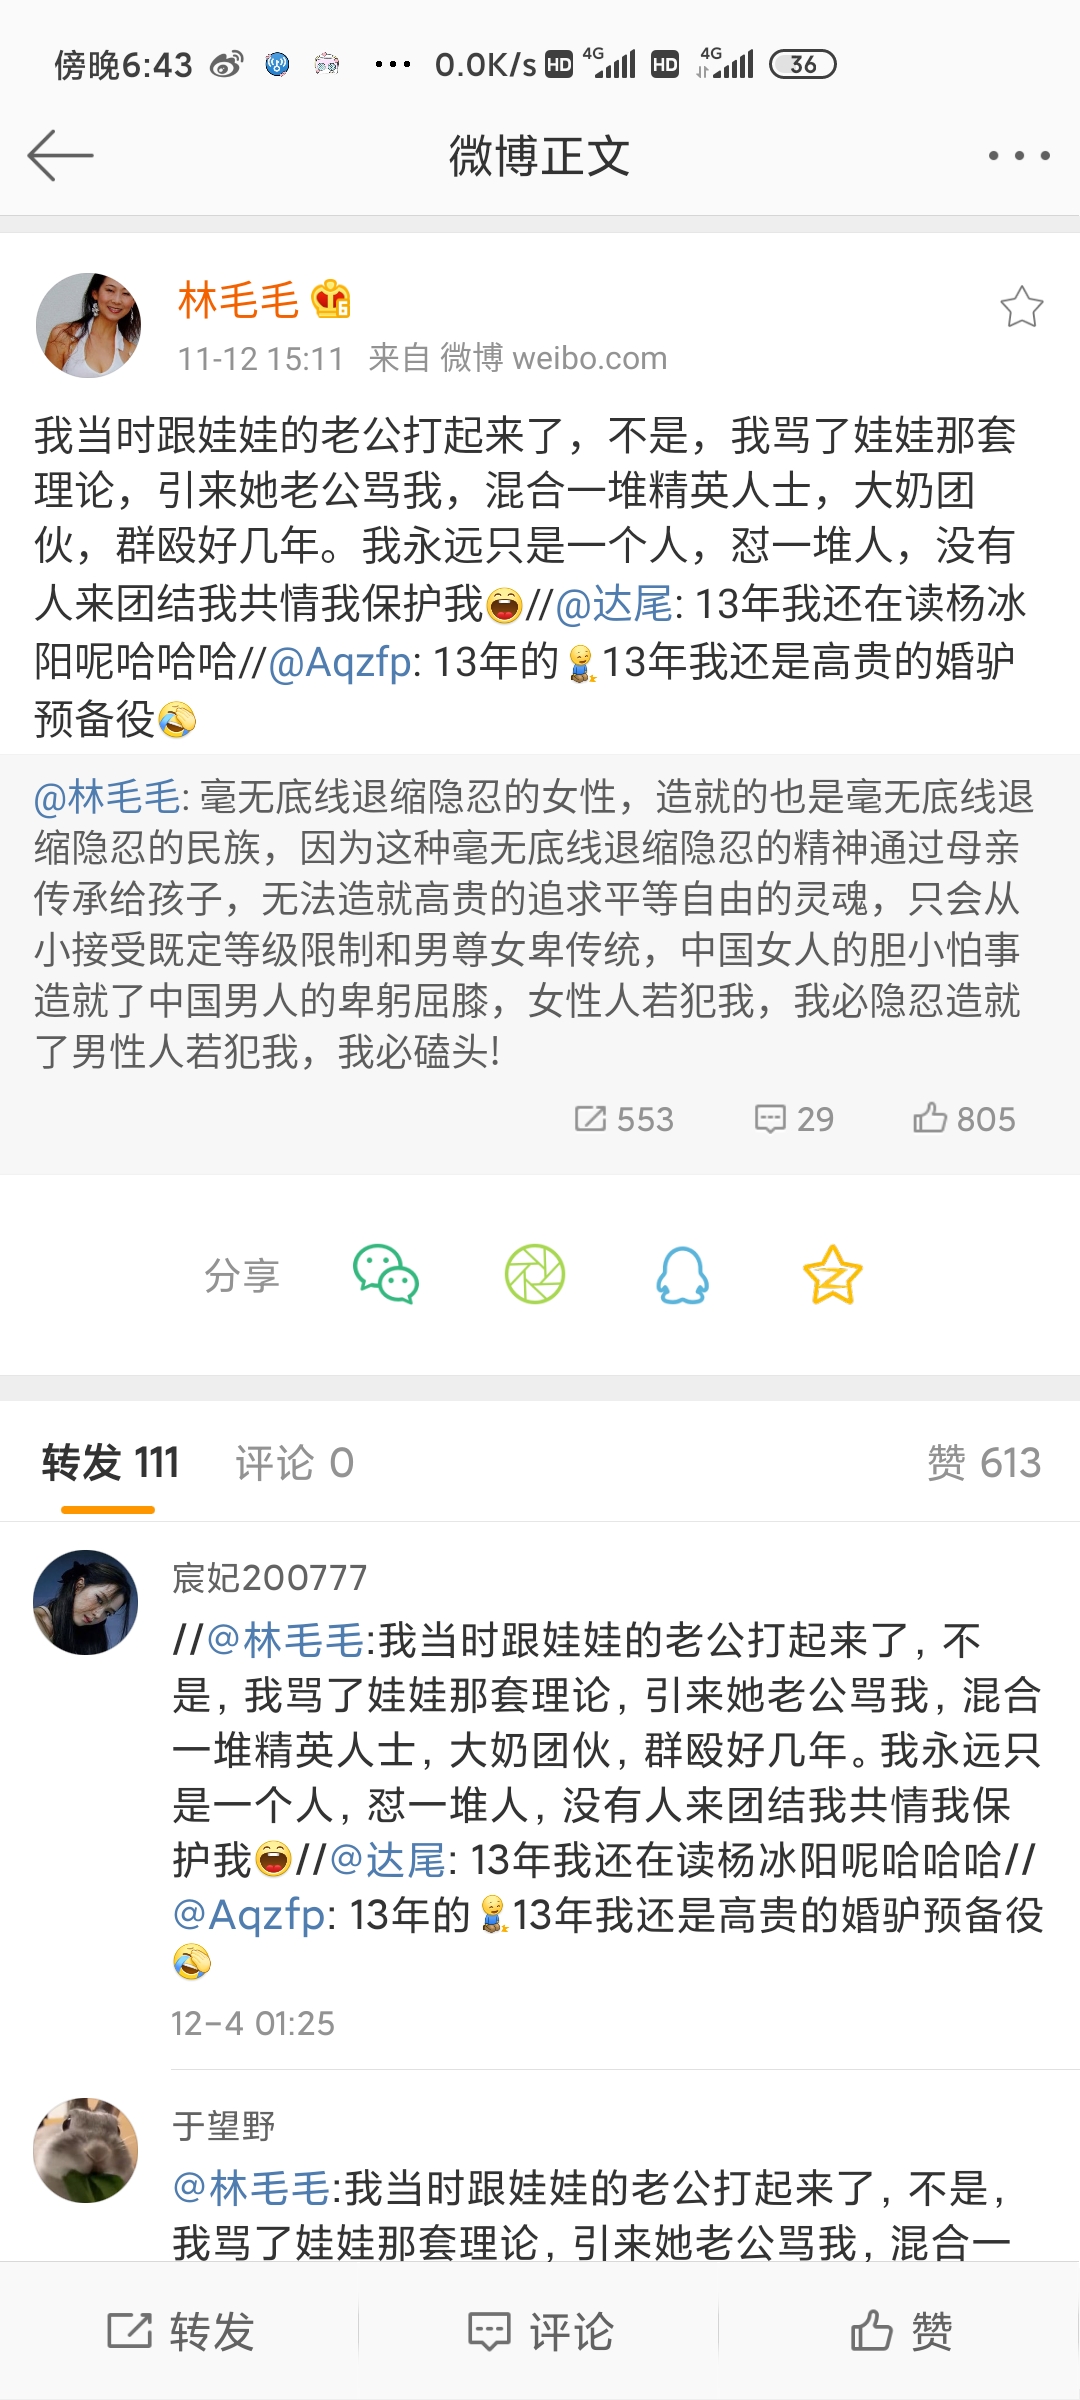 傍晚6:43 ... 0.0K/s HD 4G HD 4G 36
微博正文
林毛毛
11-12 15:11 来自 微博 weibo.com
我当时跟娃娃的老公打起来了，不是，我骂了娃娃那套
理论，引来她老公骂我，混合一堆精英人士，大奶团
伙，群殴好几年。我永远只是一个人，怼一堆人，没有
人来团结我共情我保护我😄//@达尾: 13年我还在读杨冰
阳呢哈哈哈//@Aqzfp: 13年的🧎13年我还是高贵的婚驴
预备役🤣
@林毛毛: 毫无底线退缩隐忍的女性，造就的也是毫无底线退
缩隐忍的民族，因为这种毫无底线退缩隐忍的精神通过母亲
传承给孩子，无法造就高贵的追求平等自由的灵魂，只会从
小接受既定等级限制和男尊女卑传统，中国女人的胆小怕事
造就了中国男人的卑躬屈膝，女性人若犯我，我必隐忍造就
了男性人若犯我，我必磕头!
553 29 805
分享
转发 111 评论 0 赞 613
宸妃200777
//@林毛毛:我当时跟娃娃的老公打起来了, 不
是, 我骂了娃娃那套理论, 引来她老公骂我, 混合
一堆精英人士, 大奶团伙, 群殴好几年。我永远只
是一个人, 怼一堆人, 没有人来团结我共情我保
护我😄//@达尾: 13年我还在读杨冰阳呢哈哈哈//
@Aqzfp: 13年的🧎13年我还是高贵的婚驴预备役
🤣
12-4 01:25
于望野
@林毛毛:我当时跟娃娃的老公打起来了, 不是,
我骂了娃娃那套理论, 引来她老公骂我, 混合一
转发 评论 赞